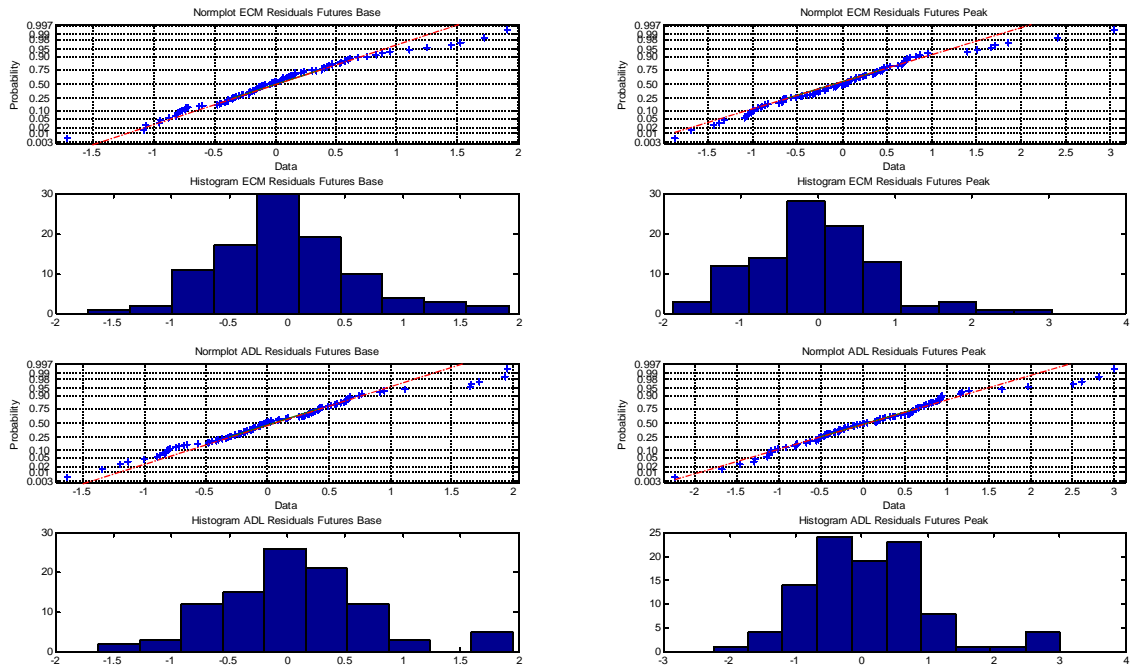 Normplot ECM Residuals Futures Base
0.997
0.99
0.98
0.95
0.90
0.75
0.50
0.25
0.10
0.05
0.02
0.01
0.003
Probability
-1.5 -1 -0.5 0 0.5 1 1.5 2
Data
Normplot ECM Residuals Futures Peak
0.997
0.99
0.98
0.95
0.90
0.75
0.50
0.25
0.10
0.05
0.02
0.01
0.003
Probability
-1.5 -1 -0.5 0 0.5 1 1.5 2 2.5 3
Data
Histogram ECM Residuals Futures Base
30
20
10
0
-2 -1.5 -1 -0.5 0 0.5 1 1.5 2
Histogram ECM Residuals Futures Peak
30
20
10
0
-2 -1 0 1 2 3 4
Normplot ADL Residuals Futures Base
0.997
0.99
0.98
0.95
0.90
0.75
0.50
0.25
0.10
0.05
0.02
0.01
0.003
Probability
-1.5 -1 -0.5 0 0.5 1 1.5 2
Data
Normplot ADL Residuals Futures Peak
0.997
0.99
0.98
0.95
0.90
0.75
0.50
0.25
0.10
0.05
0.02
0.01
0.003
Probability
-2 -1.5 -1 -0.5 0 0.5 1 1.5 2 2.5 3
Data
Histogram ADL Residuals Futures Base
30
20
10
0
-2 -1.5 -1 -0.5 0 0.5 1 1.5 2
Histogram ADL Residuals Futures Peak
25
20
15
10
5
0
-3 -2 -1 0 1 2 3 4